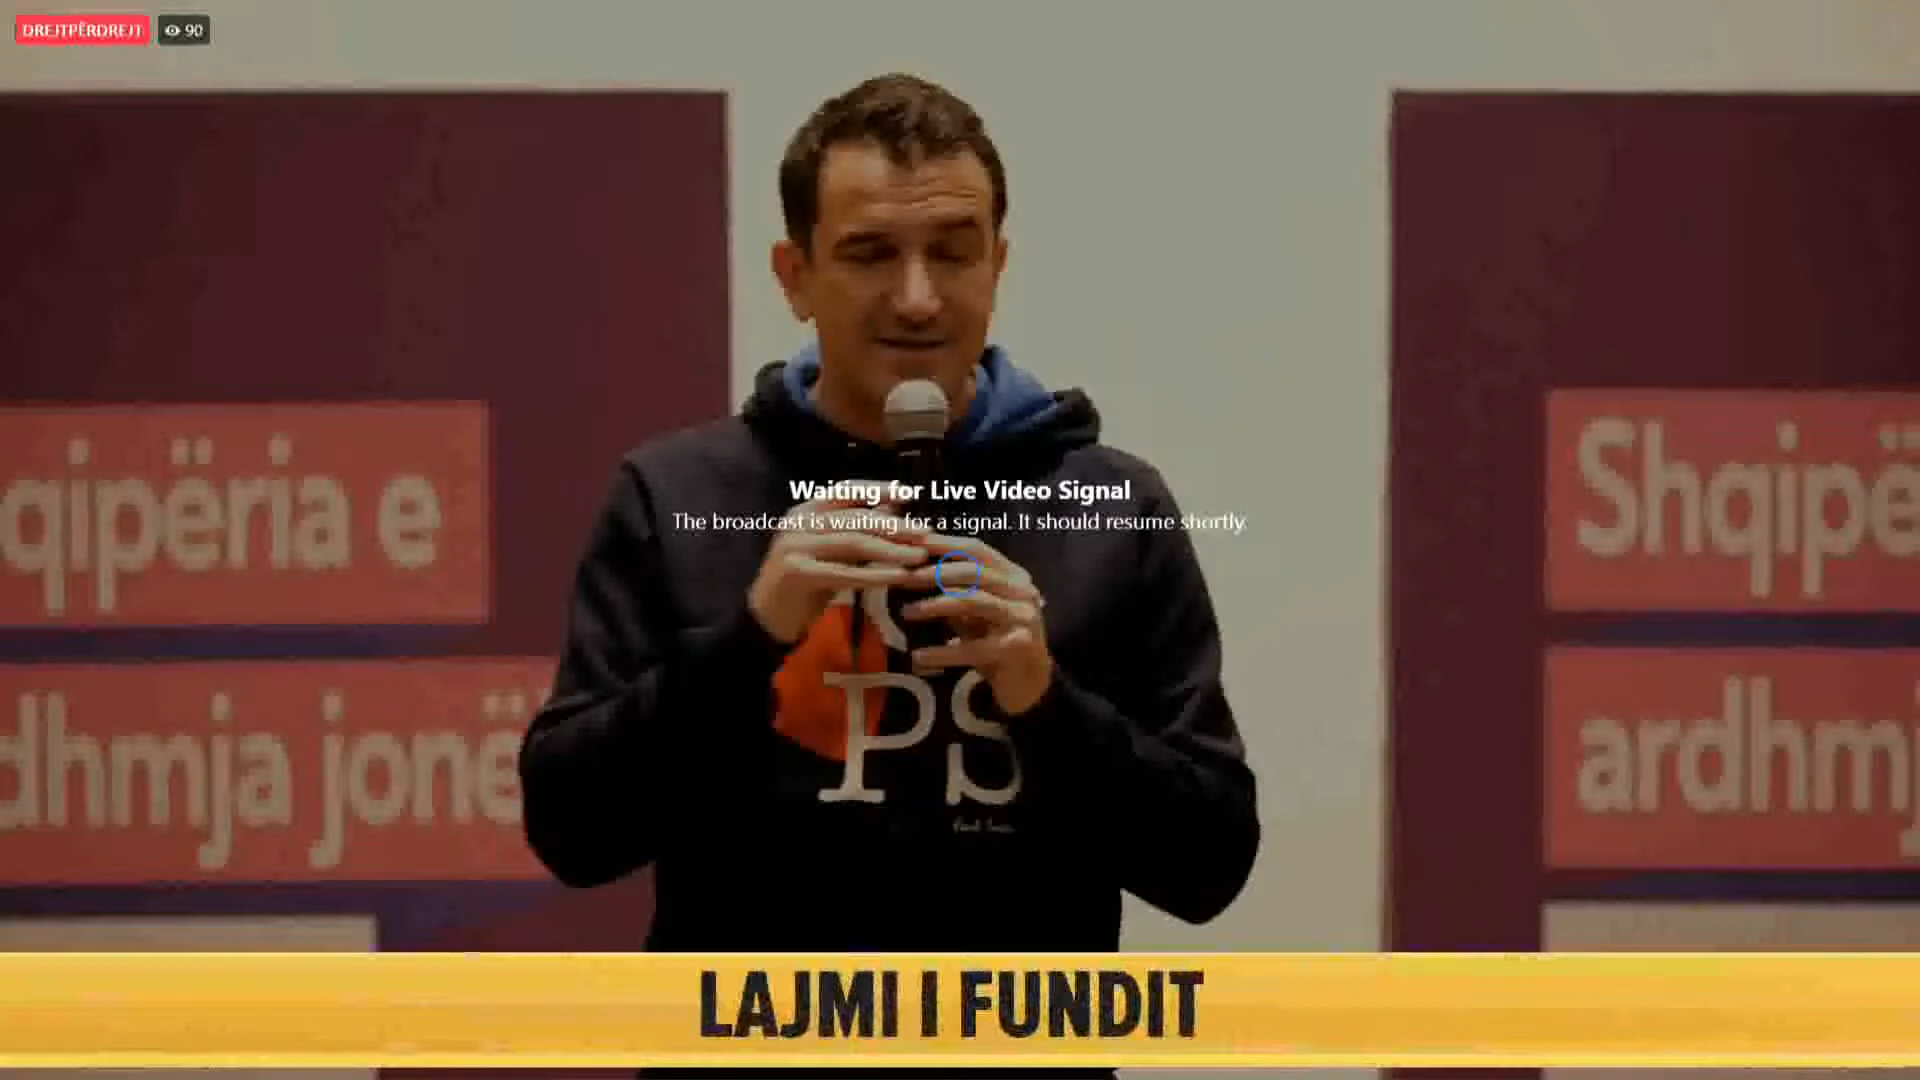 DREJTPËRDREJT
90
qipëria e
dhmja jonë
Shqipë
ardhmj
Waiting for Live Video Signal
The broadcast is waiting for a signal. It should resume shortly.
PS
LAJMI I FUNDIT